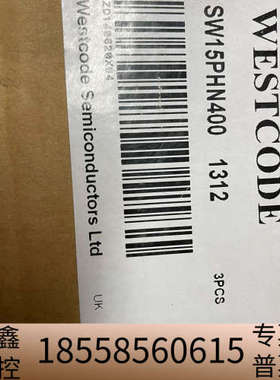 WESTCODE
SW15PHN400 1312
3PCS
Westcode Semiconductors Ltd
UK
鑫
控
18558560615
专
普